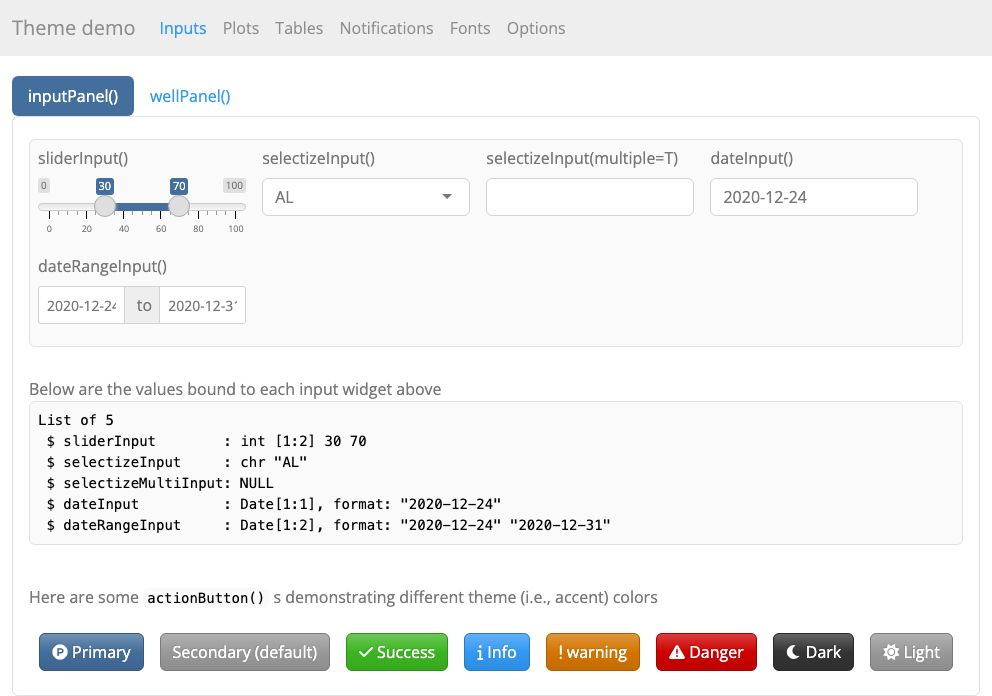 Theme demo Inputs Plots Tables Notifications Fonts Options
inputPanel() wellPanel()
sliderInput() selectizeInput() selectizeInput(multiple=T) dateInput()
0 30 70 100
AL 2020-12-24
0 20 40 60 80 100
dateRangeInput()
2020-12-24 to 2020-12-31
Below are the values bound to each input widget above
List of 5
$ sliderInput : int [1:2] 30 70
$ selectizeInput : chr "AL"
$ selectizeMultiInput: NULL
$ dateInput : Date[1:1], format: "2020-12-24"
$ dateRangeInput : Date[1:2], format: "2020-12-24" "2020-12-31"
Here are some actionButton() s demonstrating different theme (i.e., accent) colors
Primary Secondary (default) Success Info warning Danger Dark Light